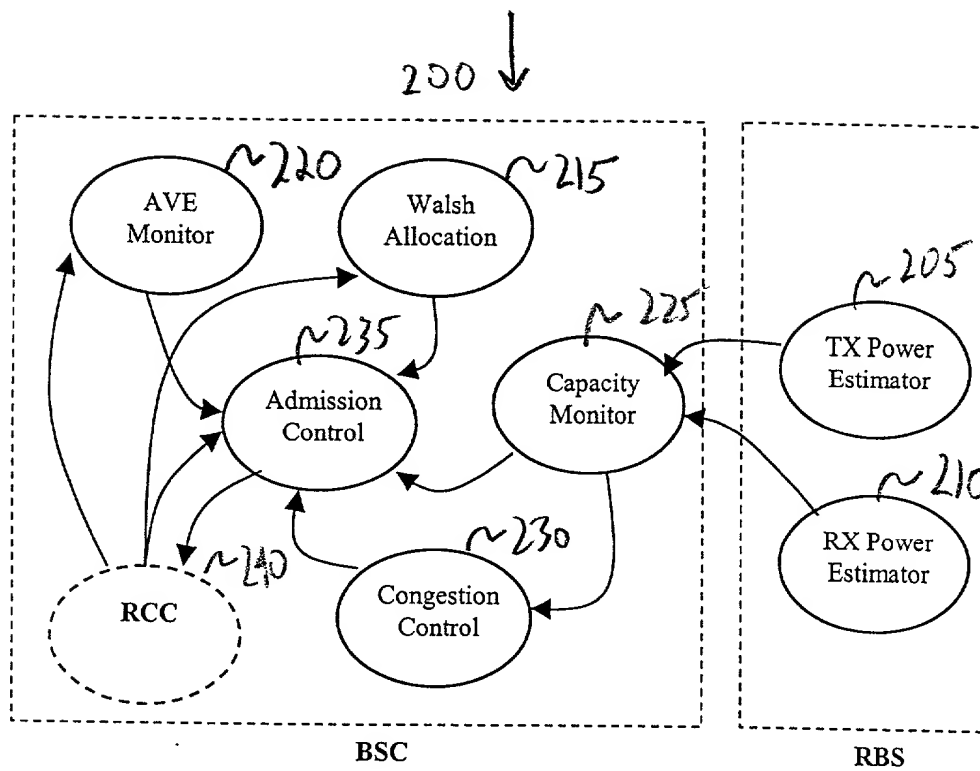 200
~220
~215
AVE
Monitor
Walsh
Allocation
~205
~225
~235
TX Power
Estimator
Admission
Control
Capacity
Monitor
~210
~230
RX Power
Estimator
~240
RCC
Congestion
Control
BSC
RBS